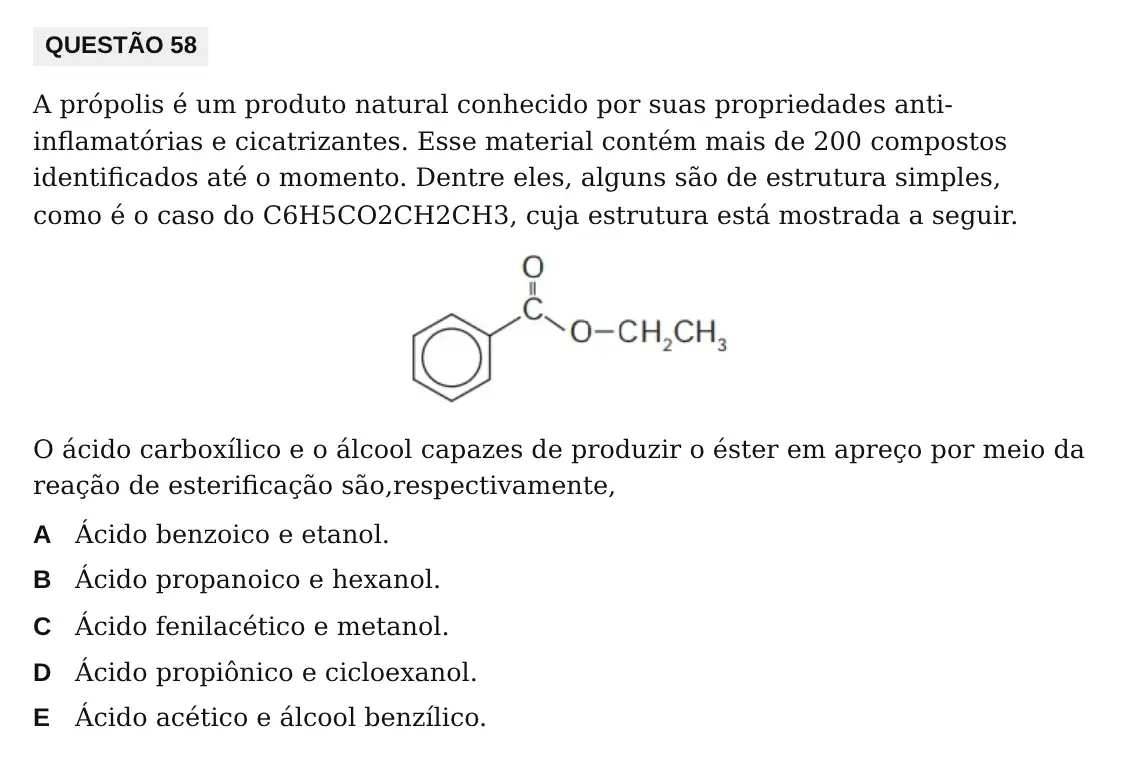 QUESTÃO 58
A própolis é um produto natural conhecido por suas propriedades anti-
inflamatórias e cicatrizantes. Esse material contém mais de 200 compostos
identificados até o momento. Dentre eles, alguns são de estrutura simples,
como é o caso do C6H5CO2CH2CH3, cuja estrutura está mostrada a seguir.
O
C
O–CH₂CH₃
O ácido carboxílico e o álcool capazes de produzir o éster em apreço por meio da
reação de esterificação são,respectivamente,
A Ácido benzoico e etanol.
B Ácido propanoico e hexanol.
C Ácido fenilacético e metanol.
D Ácido propiônico e cicloexanol.
E Ácido acético e álcool benzílico.